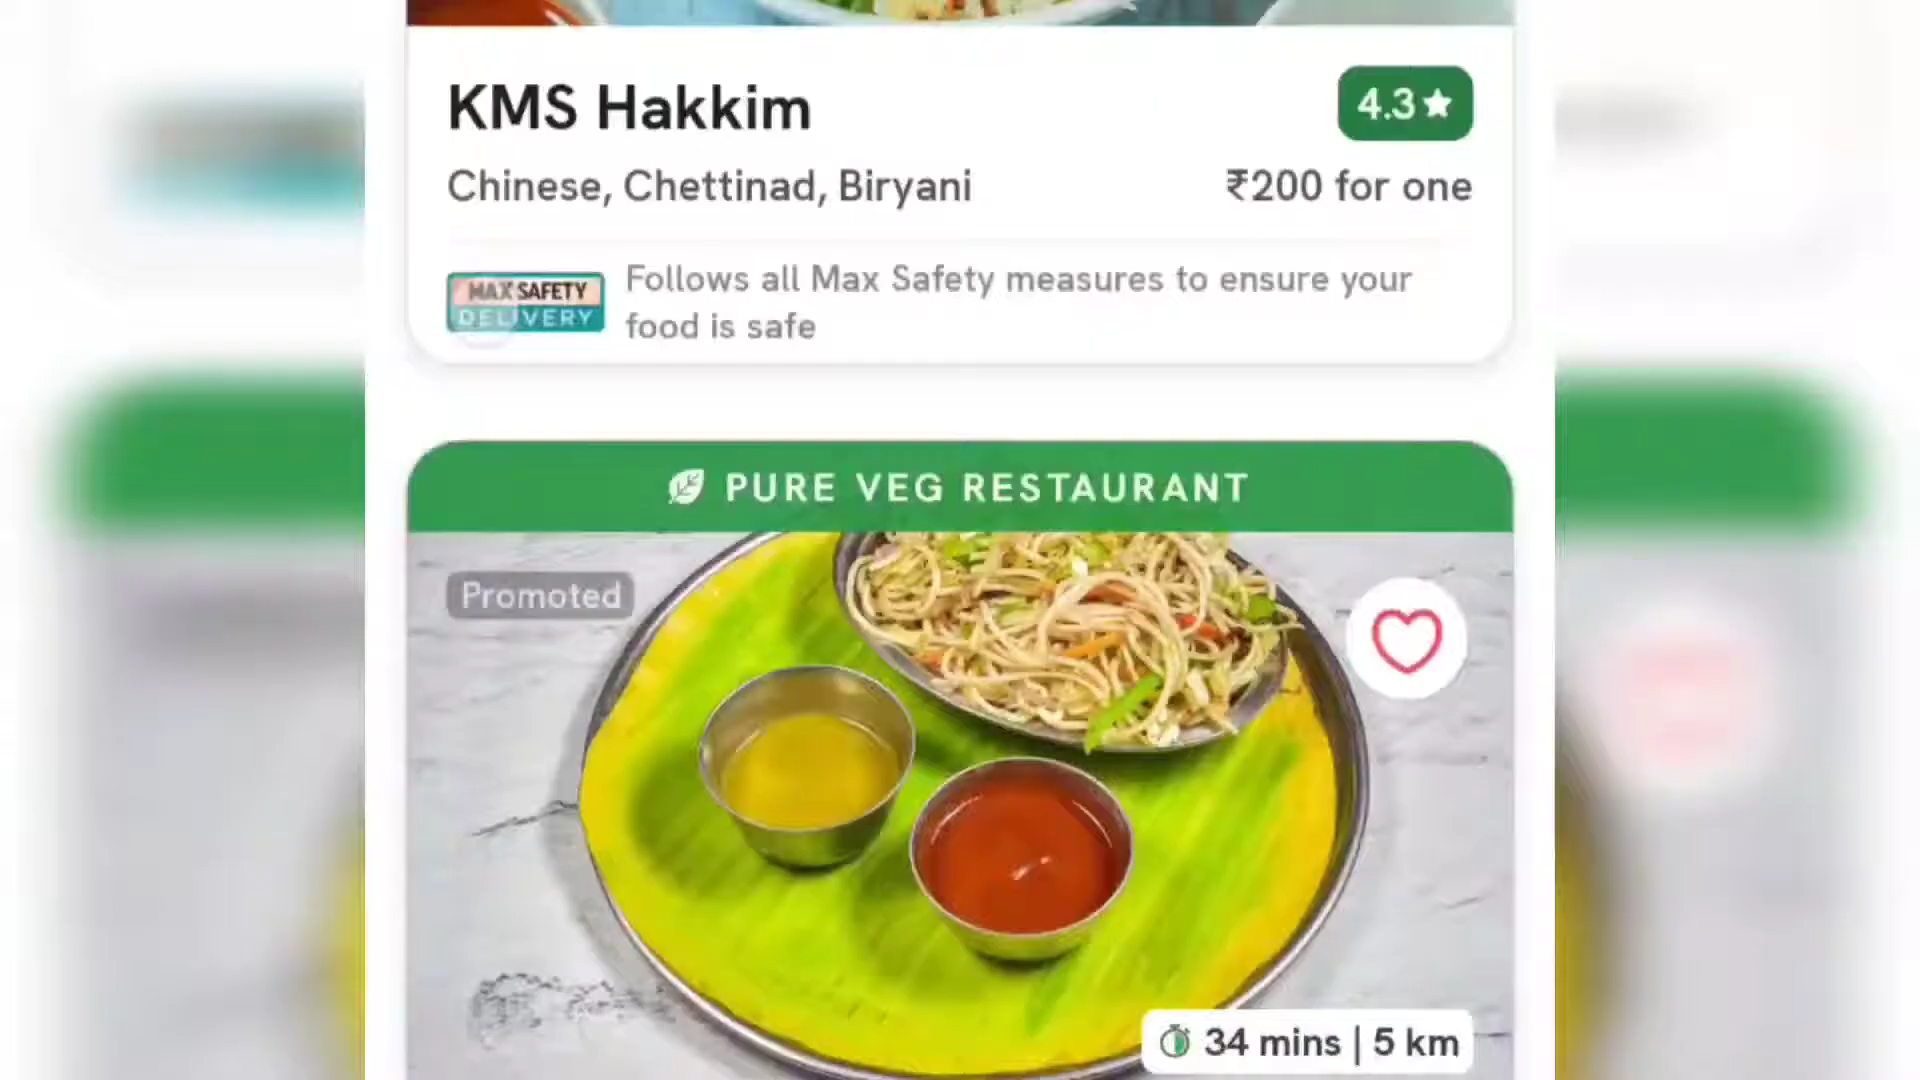 KMS Hakkim
4.3★
Chinese, Chettinad, Biryani
₹200 for one
MAX SAFETY
DELIVERY
Follows all Max Safety measures to ensure your
food is safe
PURE VEG RESTAURANT
Promoted
34 mins | 5 km